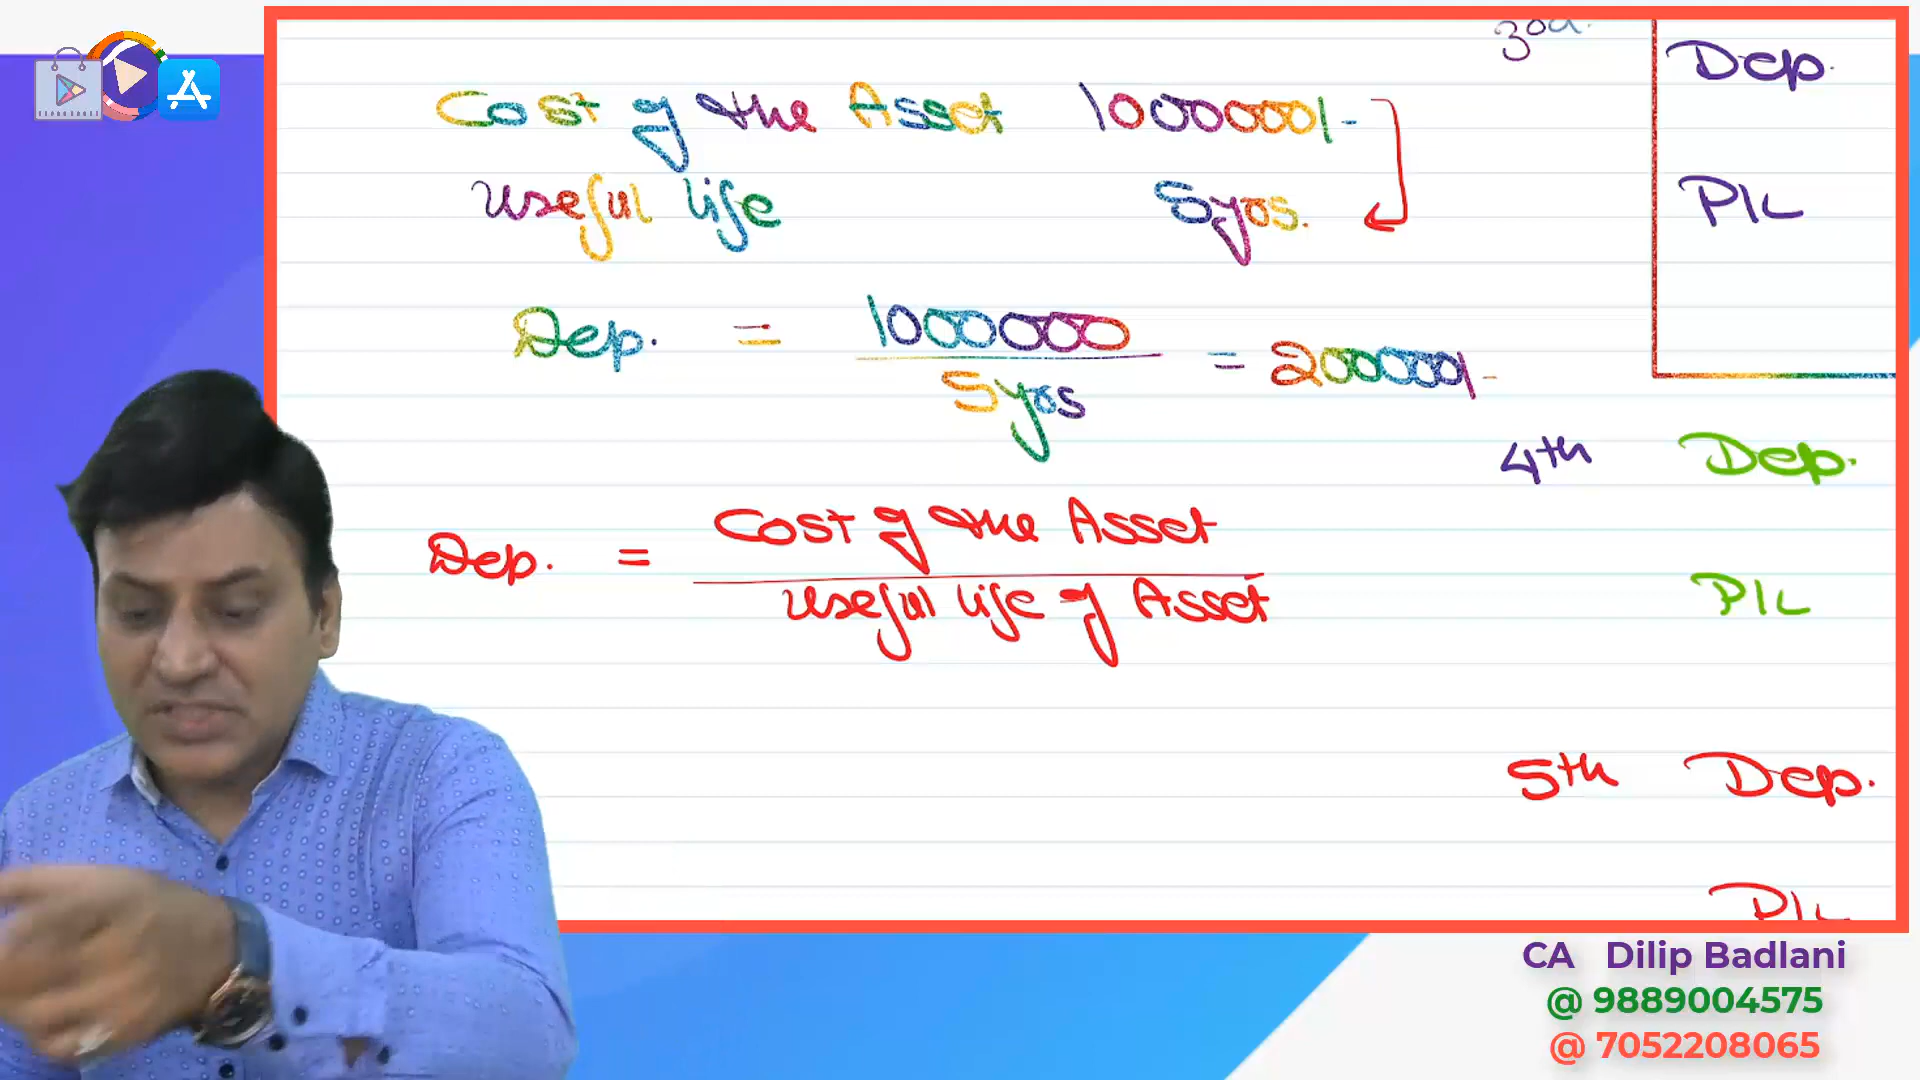 3rd.
Dep.
Cost of the Asset 1000000/-
useful life 5yrs.
P/L
Dep. = 1000000 = 200000/-
5yrs
4th Dep.
Dep. = Cost of the Asset
useful life of Asset
P/L
5th Dep.
P/L
CA Dilip Badlani
@ 9889004575
@ 7052208065